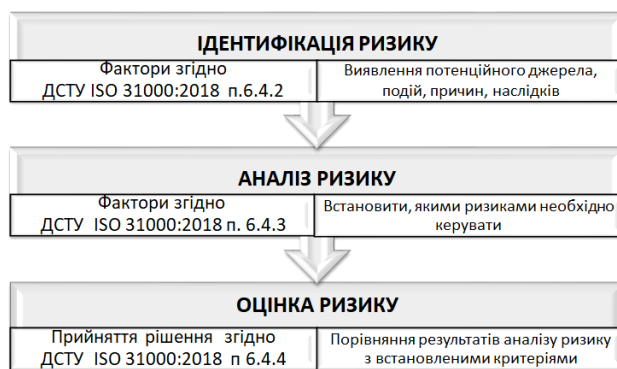 ІДЕНТИФІКАЦІЯ РИЗИКУ
Фактори згідно
ДСТУ ISO 31000:2018 п.6.4.2
Виявлення потенційного джерела,
подій, причин, наслідків
АНАЛІЗ РИЗИКУ
Фактори згідно
ДСТУ ISO 31000:2018 п. 6.4.3
Встановити, якими ризиками необхідно
керувати
ОЦІНКА РИЗИКУ
Прийняття рішення згідно
ДСТУ ISO 31000:2018 п 6.4.4
Порівняння результатів аналізу ризику
з встановленими критеріями